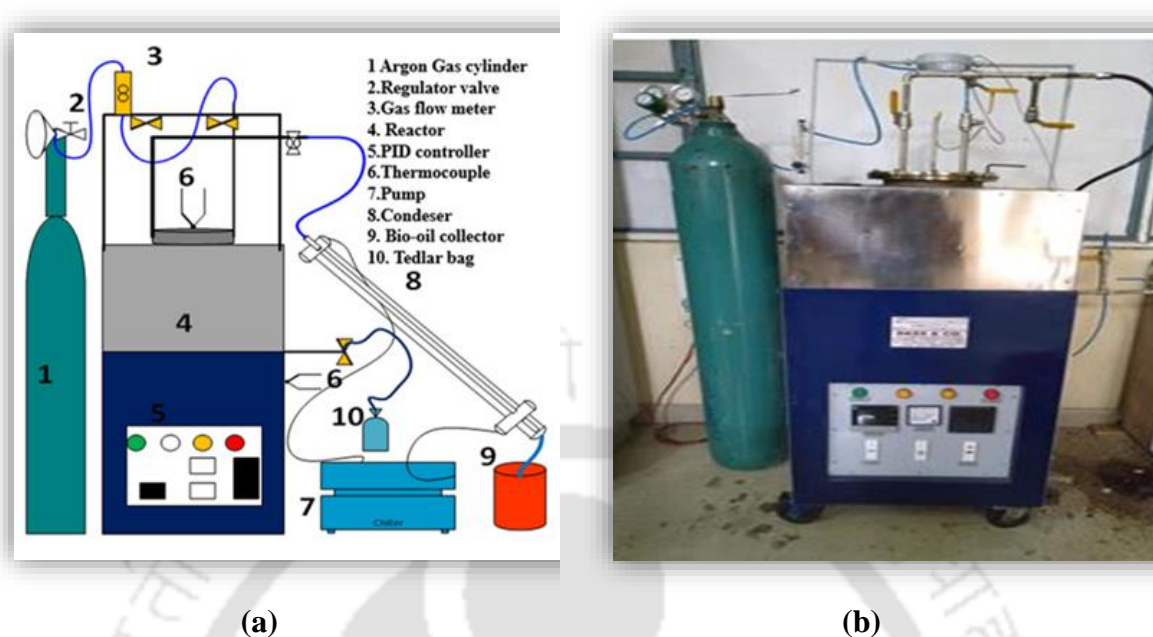 3
2
6
4
1
5
6
10
7
8
9
1 Argon Gas cylinder
2.Regulator valve
3.Gas flow meter
4. Reactor
5.PID controller
6.Thermocouple
7.Pump
8.Condeser
9. Bio-oil collector
10. Tedlar bag
Chiller
(a)
(b)